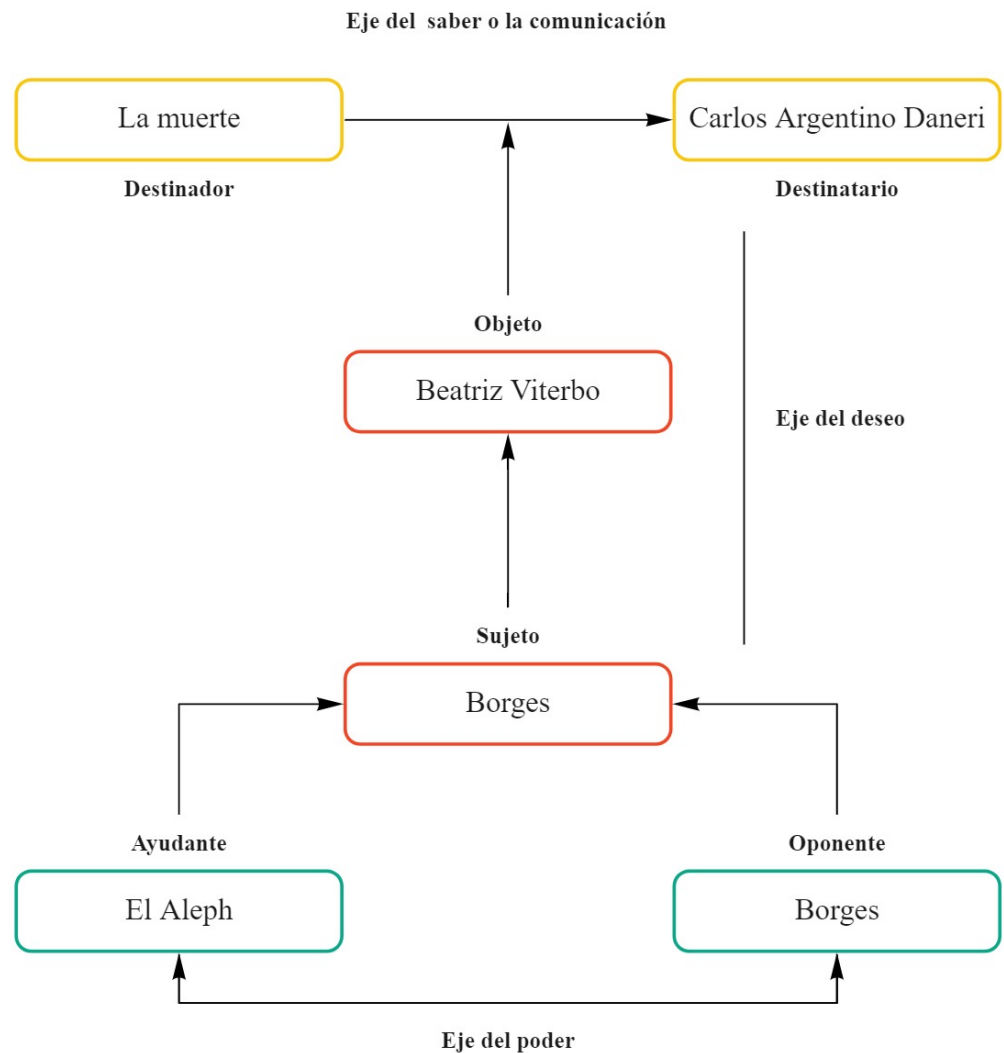 Eje del saber o la comunicación
La muerte
Carlos Argentino Daneri
Destinador
Destinatario
Objeto
Beatriz Viterbo
Eje del deseo
Sujeto
Borges
Ayudante
Oponente
El Aleph
Borges
Eje del poder